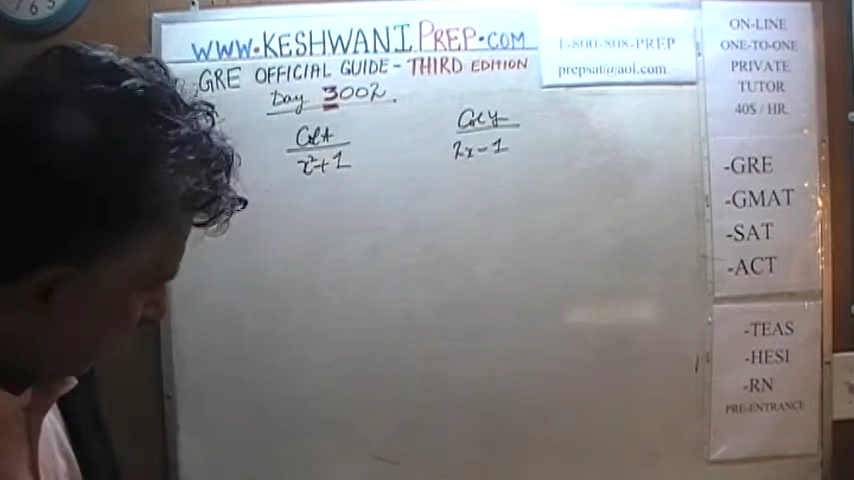 WWW.KESHWANIPREP.COM
GRE OFFICIAL GUIDE - THIRD EDITION
Day 3002.
Col A
x²+1
Col y
2x-1
1-800-808-PREP
prepsat@aol.com
ON-LINE
ONE-TO-ONE
PRIVATE
TUTOR
40$ / HR.
-GRE
-GMAT
-SAT
-ACT
-TEAS
-HESI
-RN
PRE-ENTRANCE